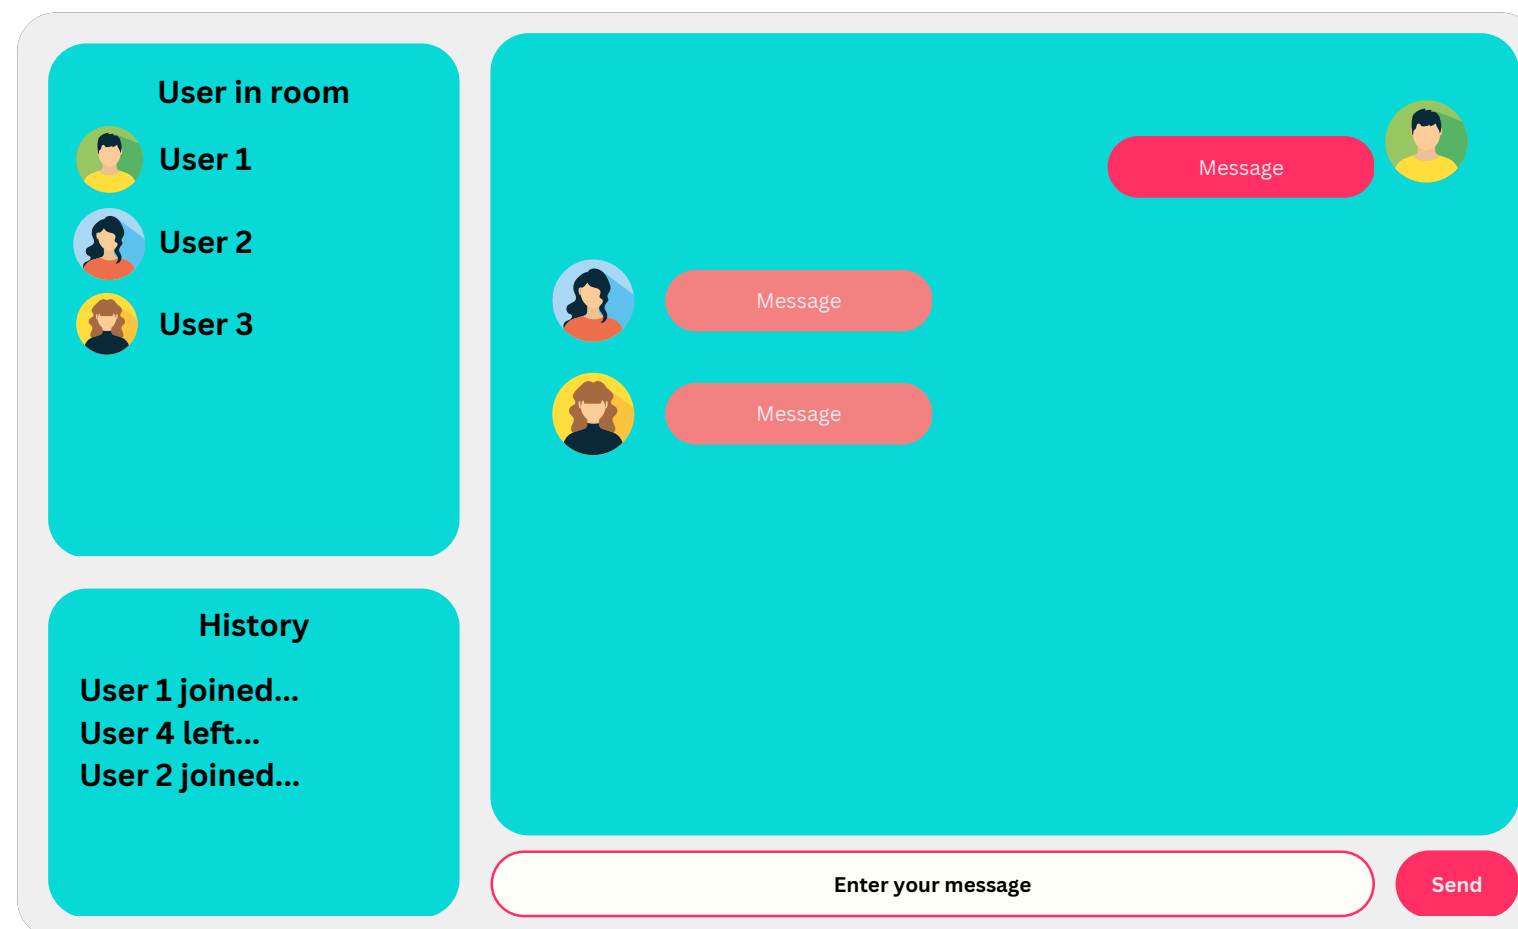 User in room
User 1
User 2
User 3
History
User 1 joined...
User 4 left...
User 2 joined...
Message
Message
Message
Enter your message
Send